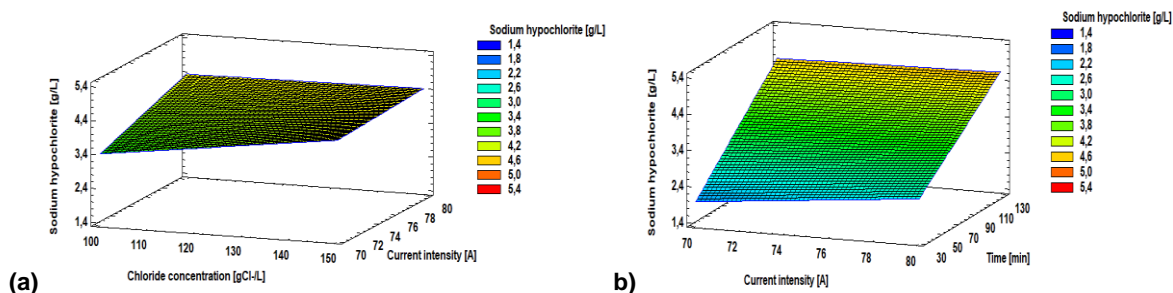 Sodium hypochlorite [g/L]
1,4
1,8
2,2
2,6
3,0
3,4
3,8
4,2
4,6
5,0
5,4
Sodium hypochlorite [g/L]
5,4
4,4
3,4
2,4
1,4
100 110 120 130 140 150
Chloride concentration [gCl-/L]
70 72 74 76 78 80
Current intensity [A]
(a)
Sodium hypochlorite [g/L]
1,4
1,8
2,2
2,6
3,0
3,4
3,8
4,2
4,6
5,0
5,4
Sodium hypochlorite [g/L]
5,4
4,4
3,4
2,4
1,4
70 72 74 76 78 80
Current intensity [A]
30 50 70 90 110 130
Time [min]
b)